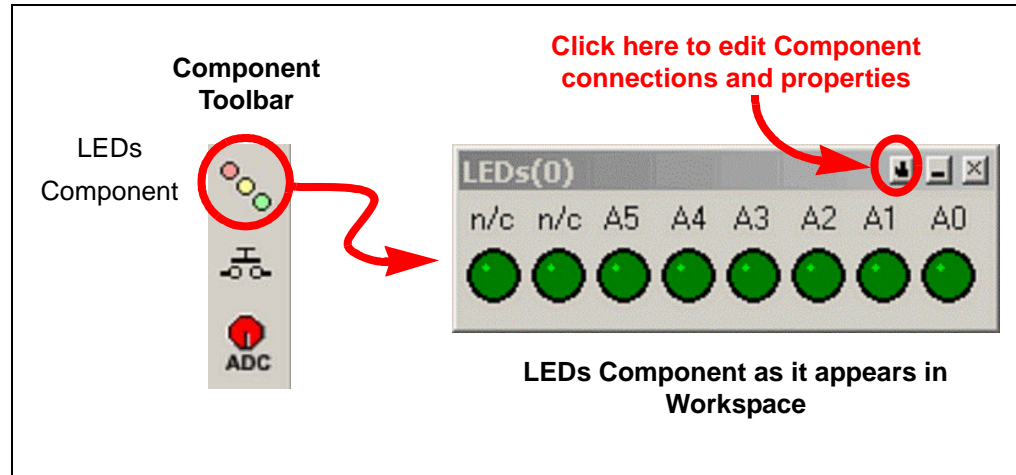 Component
Toolbar
LEDs
Component
ADC
Click here to edit Component
connections and properties
LEDs(0)
n/c n/c A5 A4 A3 A2 A1 A0
LEDs Component as it appears in
Workspace